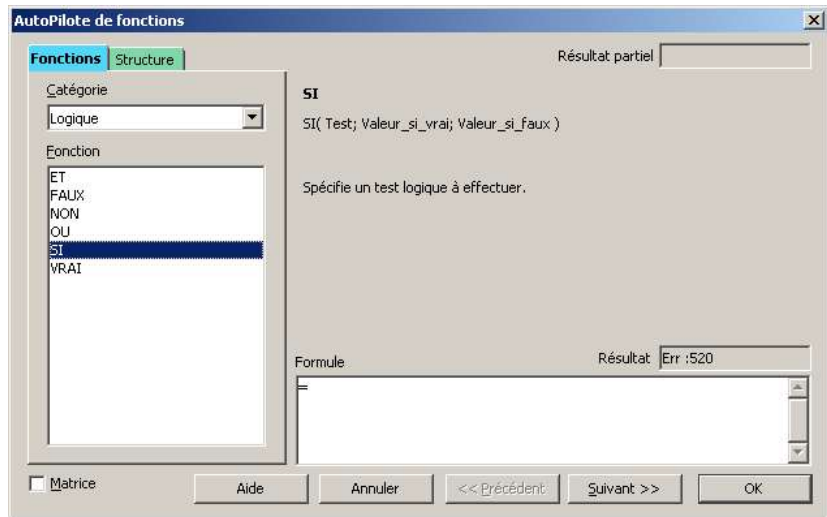 AutoPilote de fonctions
Fonctions Structure
Résultat partiel
Catégorie
Logique
Fonction
ET
FAUX
NON
OU
SI
VRAI
SI
SI( Test; Valeur_si_vrai; Valeur_si_faux )
Spécifie un test logique à effectuer.
Formule
Résultat Err :520
=
Matrice
Aide
Annuler
<< Précédent
Suivant >>
OK